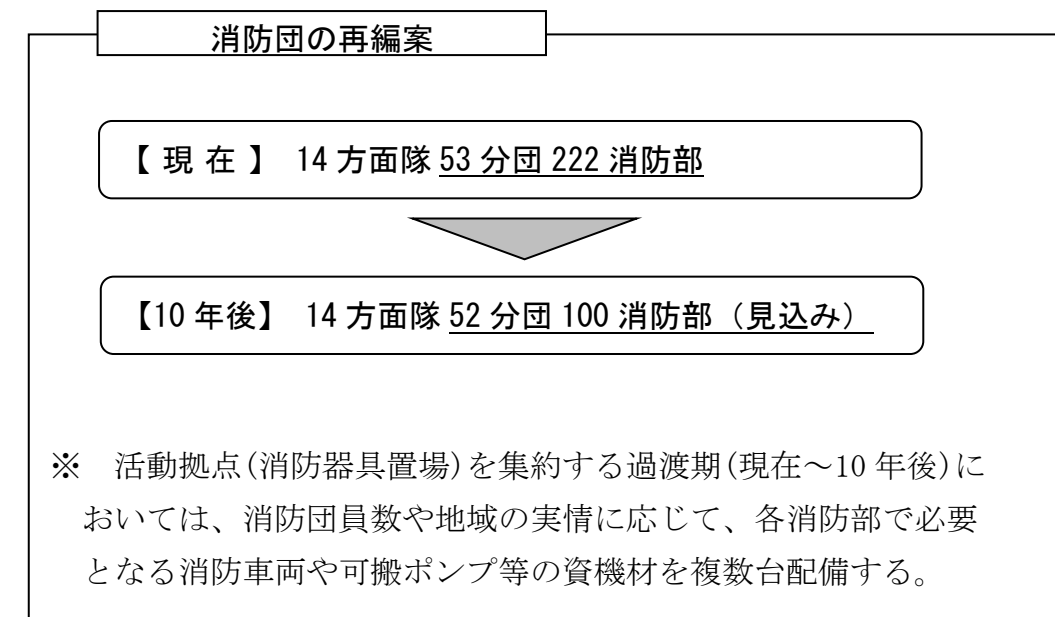 消防団の再編案
【 現 在 】 14 方面隊 53 分団 222 消防部
【10 年後】 14 方面隊 52 分団 100 消防部（見込み）
※ 活動拠点(消防器具置場)を集約する過渡期(現在～10 年後)に
おいては、消防団員数や地域の実情に応じて、各消防部で必要
となる消防車両や可搬ポンプ等の資機材を複数台配備する。